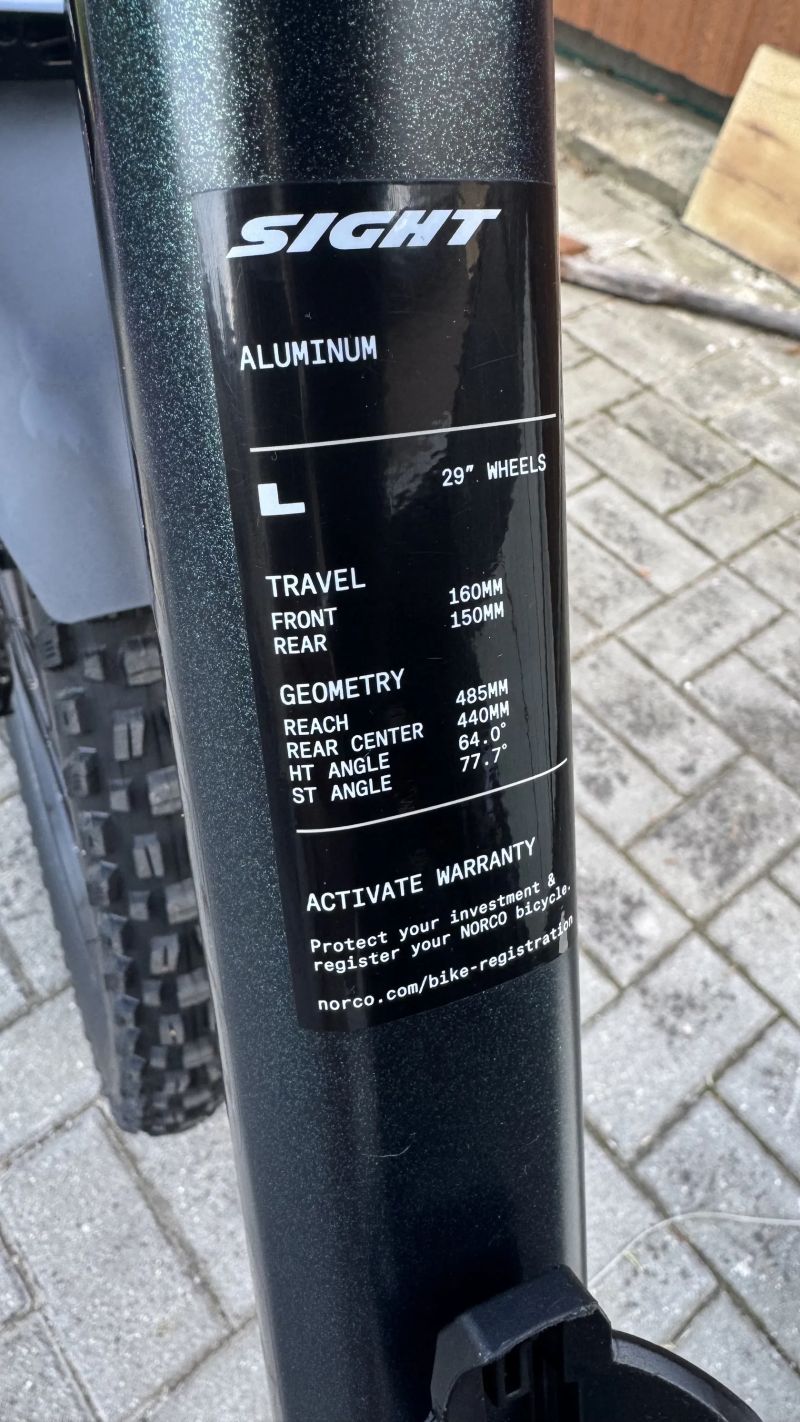 SIGHT
ALUMINUM
L 29" WHEELS
TRAVEL
FRONT 160MM
REAR 150MM
GEOMETRY
REACH 485MM
REAR CENTER 440MM
HT ANGLE 64.0°
ST ANGLE 77.7°
ACTIVATE WARRANTY
Protect your investment &
register your NORCO bicycle.
norco.com/bike-registration